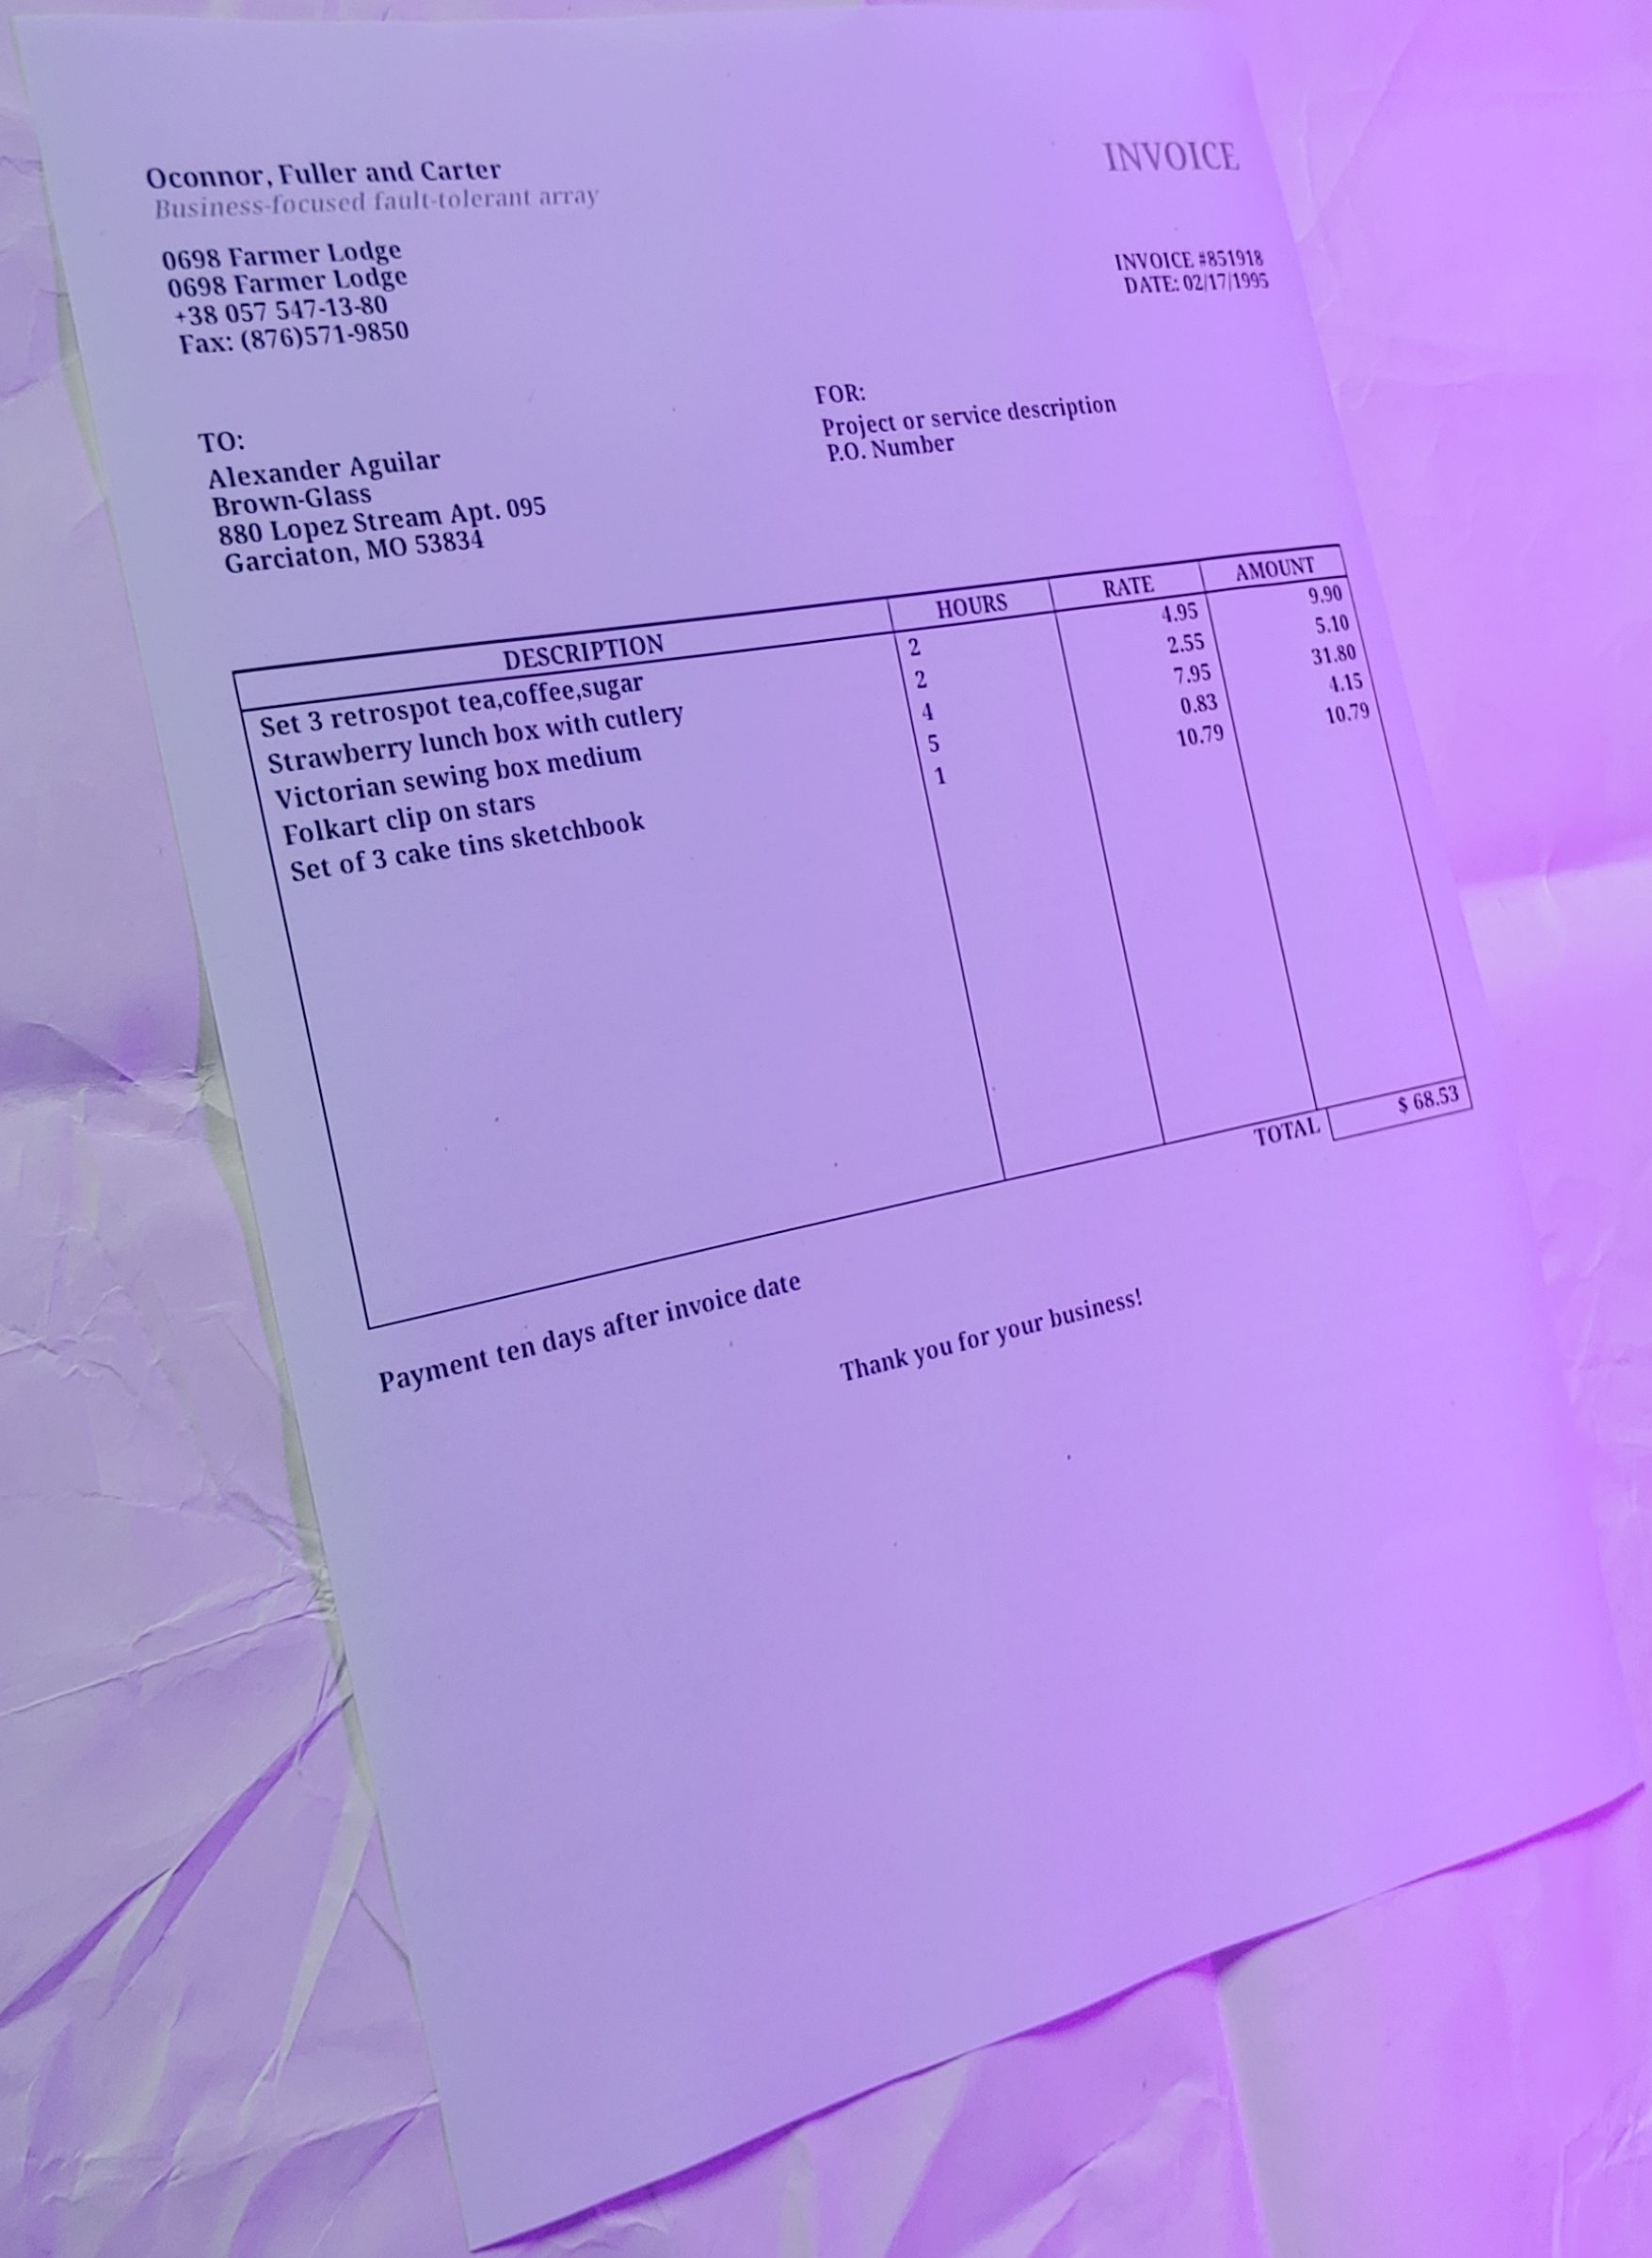 Oconnor, Fuller and Carter
Business-focused fault-tolerant array
INVOICE
0698 Farmer Lodge
0698 Farmer Lodge
+38 057 547-13-80
Fax: (876)571-9850
INVOICE #851918
DATE: 02/17/1995
TO:
Alexander Aguilar
Brown-Glass
880 Lopez Stream Apt. 095
Garciaton, MO 53834
FOR:
Project or service description
P.O. Number
DESCRIPTION HOURS RATE AMOUNT
Set 3 retrospot tea,coffee,sugar 2 4.95 9.90
Strawberry lunch box with cutlery 2 2.55 5.10
Victorian sewing box medium 4 7.95 31.80
Folkart clip on stars 5 0.83 4.15
Set of 3 cake tins sketchbook 1 10.79 10.79
TOTAL $ 68.53
Payment ten days after invoice date
Thank you for your business!